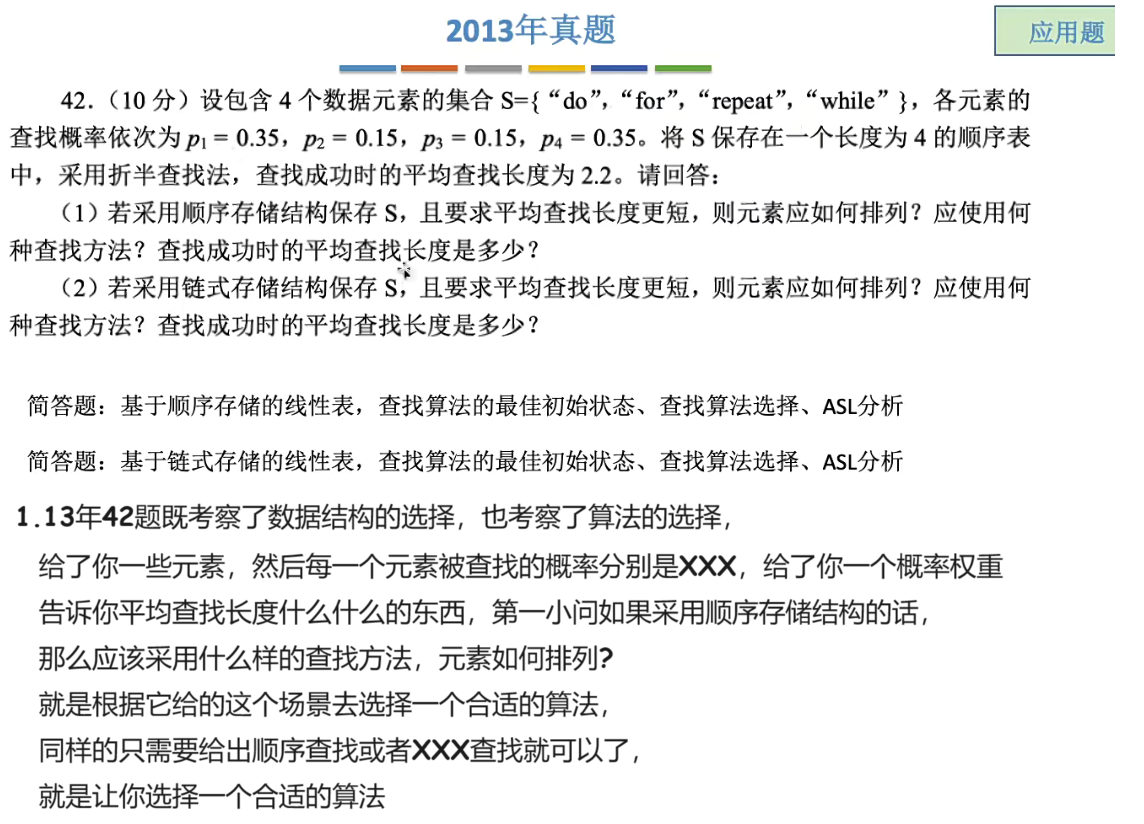 2013年真题
应用题
42.（10 分）设包含 4 个数据元素的集合 S={ “do”, “for”, “repeat”, “while” }，各元素的
查找概率依次为 p₁ = 0.35，p₂ = 0.15，p₃ = 0.15，p₄ = 0.35。将 S 保存在一个长度为 4 的顺序表
中，采用折半查找法，查找成功时的平均查找长度为 2.2。请回答：
（1）若采用顺序存储结构保存 S，且要求平均查找长度更短，则元素应如何排列？应使用何
种查找方法？查找成功时的平均查找长度是多少？
（2）若采用链式存储结构保存 S，且要求平均查找长度更短，则元素应如何排列？应使用何
种查找方法？查找成功时的平均查找长度是多少？
简答题：基于顺序存储的线性表，查找算法的最佳初始状态、查找算法选择、ASL分析
简答题：基于链式存储的线性表，查找算法的最佳初始状态、查找算法选择、ASL分析
1.13年42题既考察了数据结构的选择，也考察了算法的选择，
给了你一些元素，然后每一个元素被查找的概率分别是XXX，给了你一个概率权重
告诉你平均查找长度什么什么的东西，第一小问如果采用顺序存储结构的话，
那么应该采用什么样的查找方法，元素如何排列?
就是根据它给的这个场景去选择一个合适的算法，
同样的只需要给出顺序查找或者XXX查找就可以了，
就是让你选择一个合适的算法